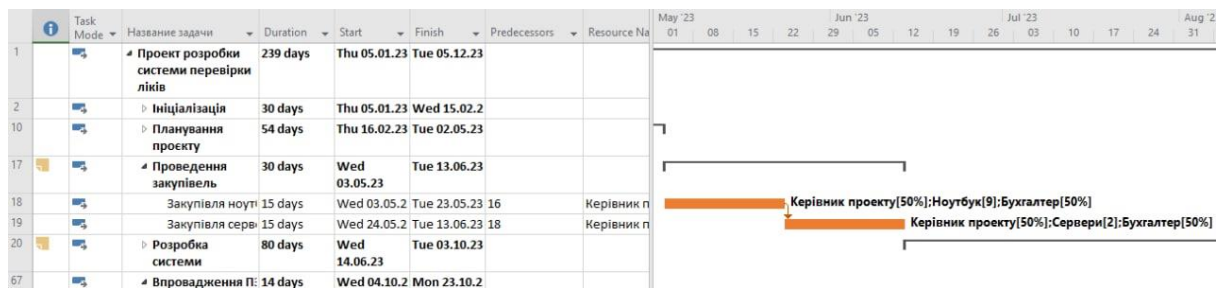 Task Mode Название задачи Duration Start Finish Predecessors Resource Na May '23 Jun '23 Jul '23 Aug '2
01 08 15 22 29 05 12 19 26 03 10 17 24 31
1 Проект розробки системи перевірки ліків 239 days Thu 05.01.23 Tue 05.12.23
2 Ініціалізація 30 days Thu 05.01.23 Wed 15.02.2
10 Планування проєкту 54 days Thu 16.02.23 Tue 02.05.23
17 Проведення закупівель 30 days Wed 03.05.23 Tue 13.06.23
18 Закупівля ноут 15 days Wed 03.05.2 Tue 23.05.23 16 Керівник п Керівник проекту[50%];Ноутбук[9];Бухгалтер[50%]
19 Закупівля серв 15 days Wed 24.05.2 Tue 13.06.23 18 Керівник п Керівник проекту[50%];Сервери[2];Бухгалтер[50%]
20 Розробка системи 80 days Wed 14.06.23 Tue 03.10.23
67 Впровадження П 14 days Wed 04.10.2 Mon 23.10.2